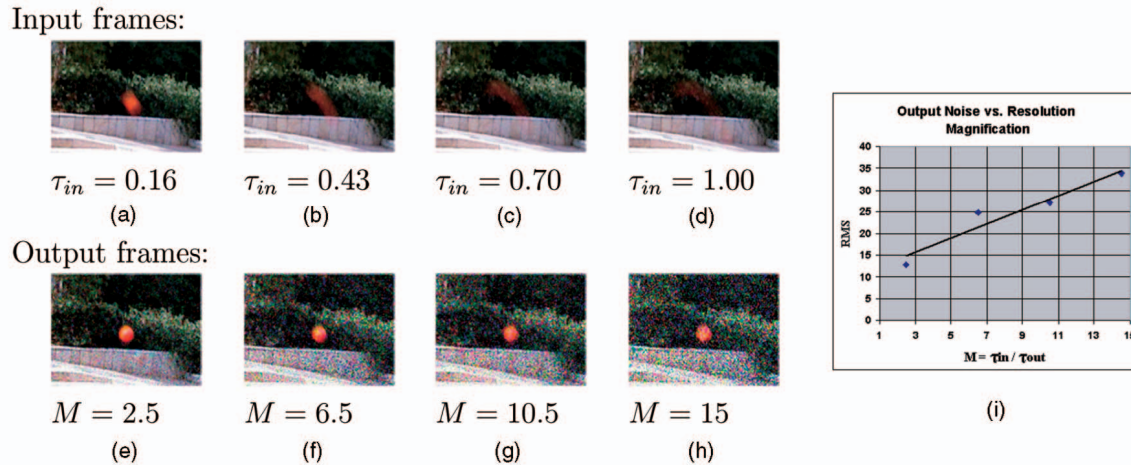 Input frames:
τin = 0.16 τin = 0.43 τin = 0.70 τin = 1.00
(a) (b) (c) (d)
Output frames:
M = 2.5 M = 6.5 M = 10.5 M = 15
(e) (f) (g) (h)
Output Noise vs. Resolution
Magnification
40
35
30
25
20
15
10
5
0
RMS
1 3 5 7 9 11 13 15
M = τin / τout
(i)